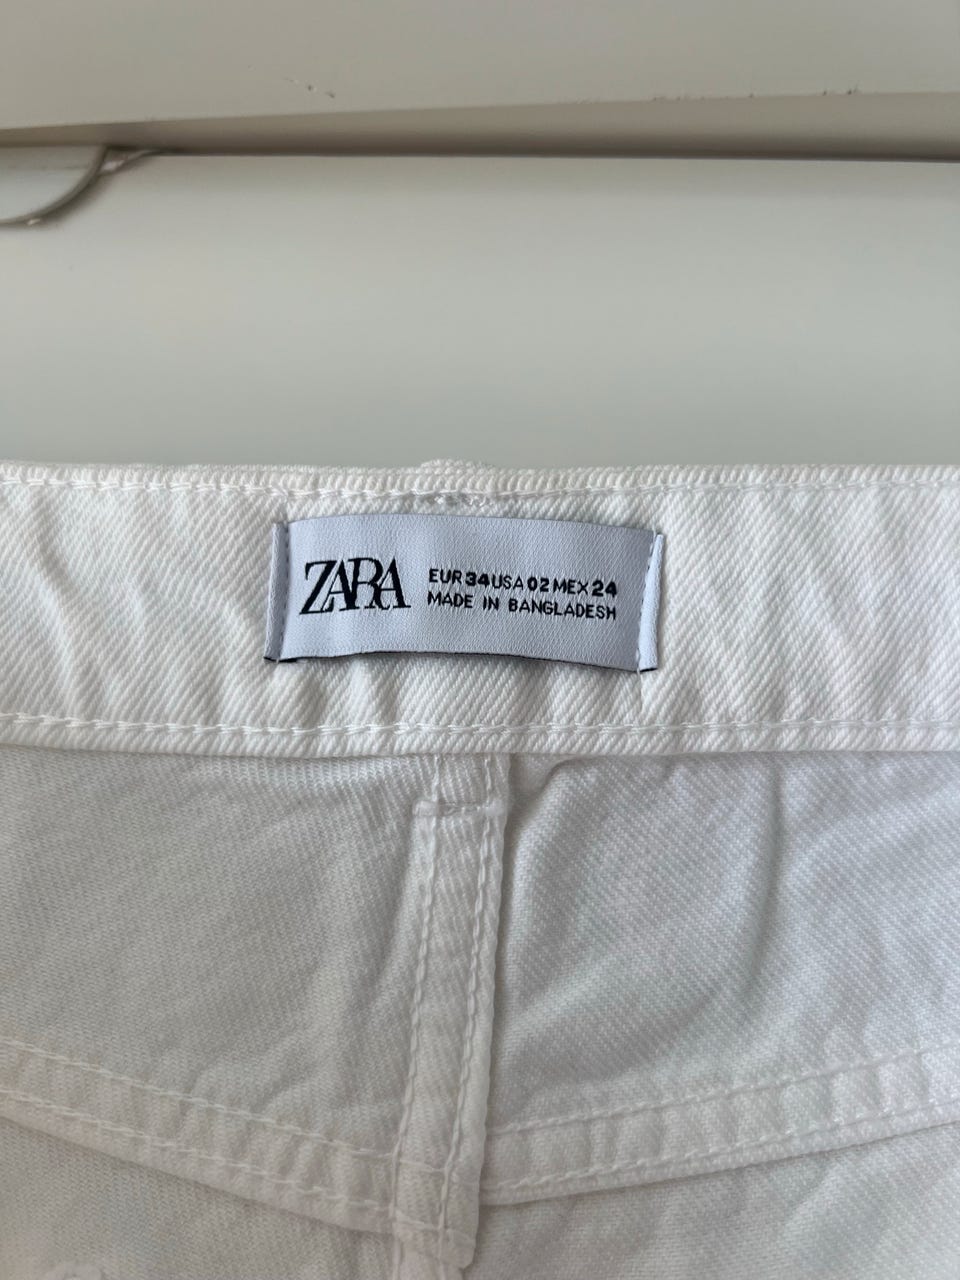 ZARA
EUR 34 USA 02 MEX 24
MADE IN BANGLADESH